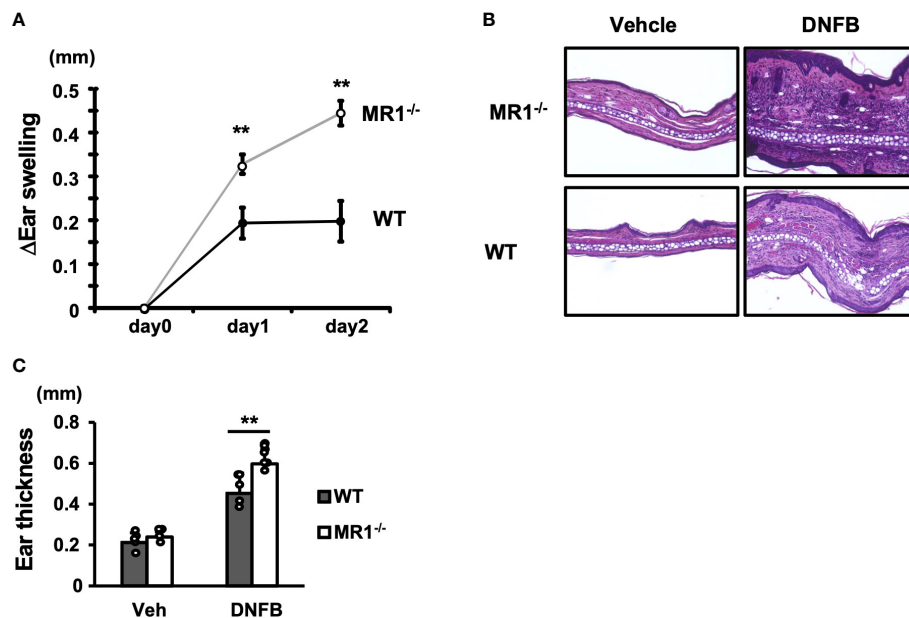 A
(mm)
0.5
0.4
0.3
0.2
0.1
0
ΔEar swelling
day0
day1
day2
**
**
MR1-/-
WT
B
Vehcle
DNFB
MR1-/-
WT
C
(mm)
0.8
0.6
0.4
0.2
0
Ear thickness
**
Veh
DNFB
WT
MR1-/-